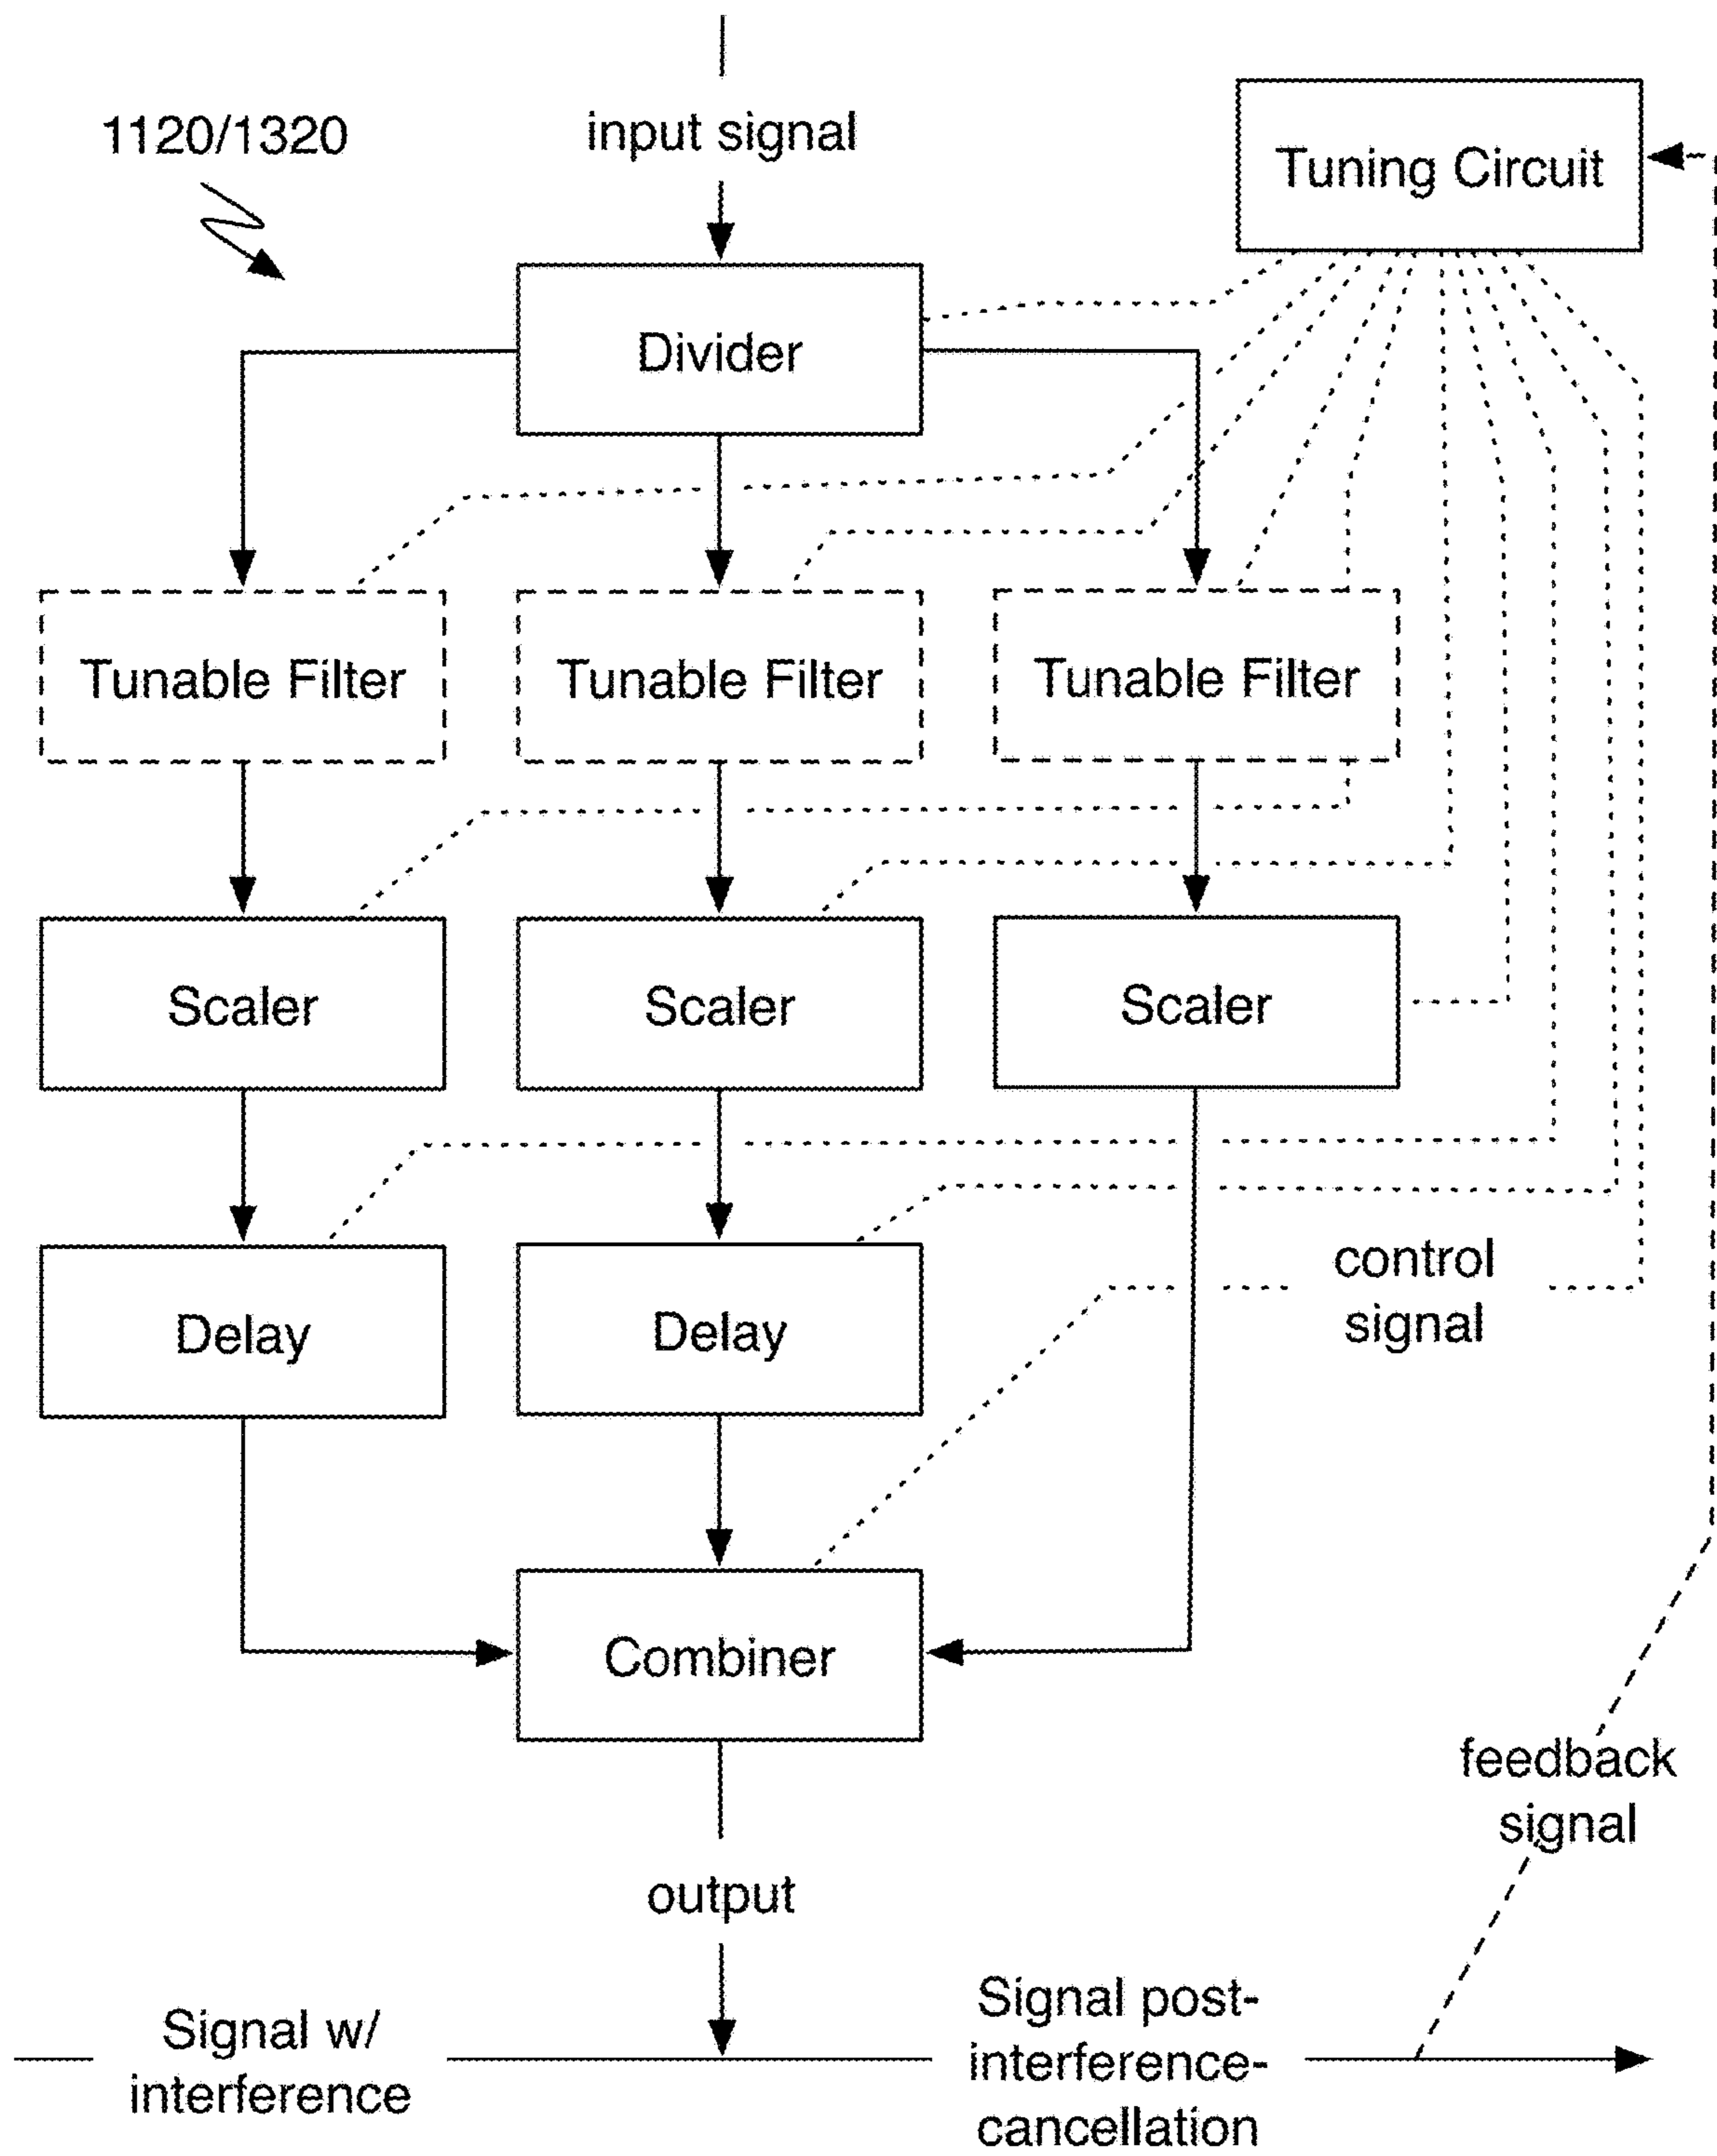 1120/1320
input signal
Tuning Circuit
Divider
Tunable Filter
Tunable Filter
Tunable Filter
Scaler
Scaler
Scaler
control
signal
Delay
Delay
Combiner
feedback
signal
output
Signal w/
interference
Signal post-
interference-
cancellation